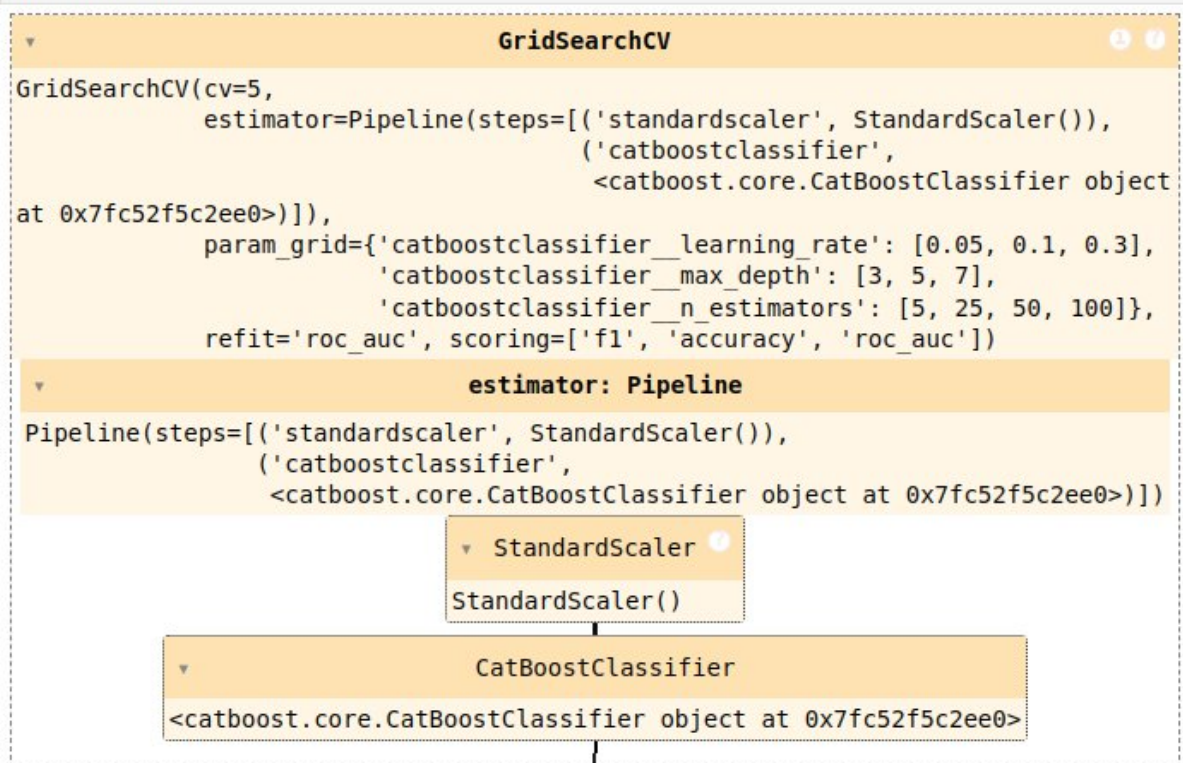 GridSearchCV
GridSearchCV(cv=5,
             estimator=Pipeline(steps=[('standardscaler', StandardScaler()),
                                       ('catboostclassifier',
                                        <catboost.core.CatBoostClassifier object
at 0x7fc52f5c2ee0>)]),
             param_grid={'catboostclassifier__learning_rate': [0.05, 0.1, 0.3],
                         'catboostclassifier__max_depth': [3, 5, 7],
                         'catboostclassifier__n_estimators': [5, 25, 50, 100]},
             refit='roc_auc', scoring=['f1', 'accuracy', 'roc_auc'])
estimator: Pipeline
Pipeline(steps=[('standardscaler', StandardScaler()),
                ('catboostclassifier',
                 <catboost.core.CatBoostClassifier object at 0x7fc52f5c2ee0>)])
StandardScaler ?
StandardScaler()
CatBoostClassifier
<catboost.core.CatBoostClassifier object at 0x7fc52f5c2ee0>